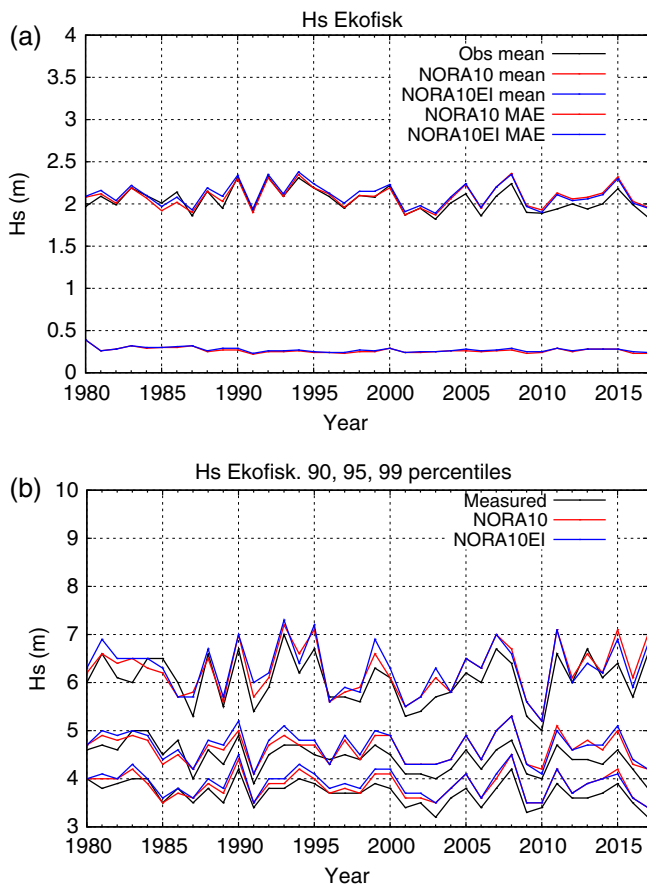 (a)
Hs Ekofisk
4
3.5
3
2.5
2
1.5
1
0.5
0
Hs (m)
Obs mean
NORA10 mean
NORA10EI mean
NORA10 MAE
NORA10EI MAE
1980 1985 1990 1995 2000 2005 2010 2015
Year
(b)
Hs Ekofisk. 90, 95, 99 percentiles
10
9
8
7
6
5
4
3
Hs (m)
Measured
NORA10
NORA10EI
1980 1985 1990 1995 2000 2005 2010 2015
Year